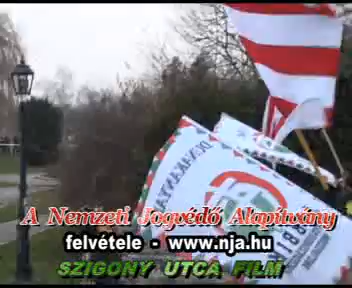 A Nemzeti Jogvédő Alapítvány
felvétele - www.nja.hu
SZIGONY UTCA FILM